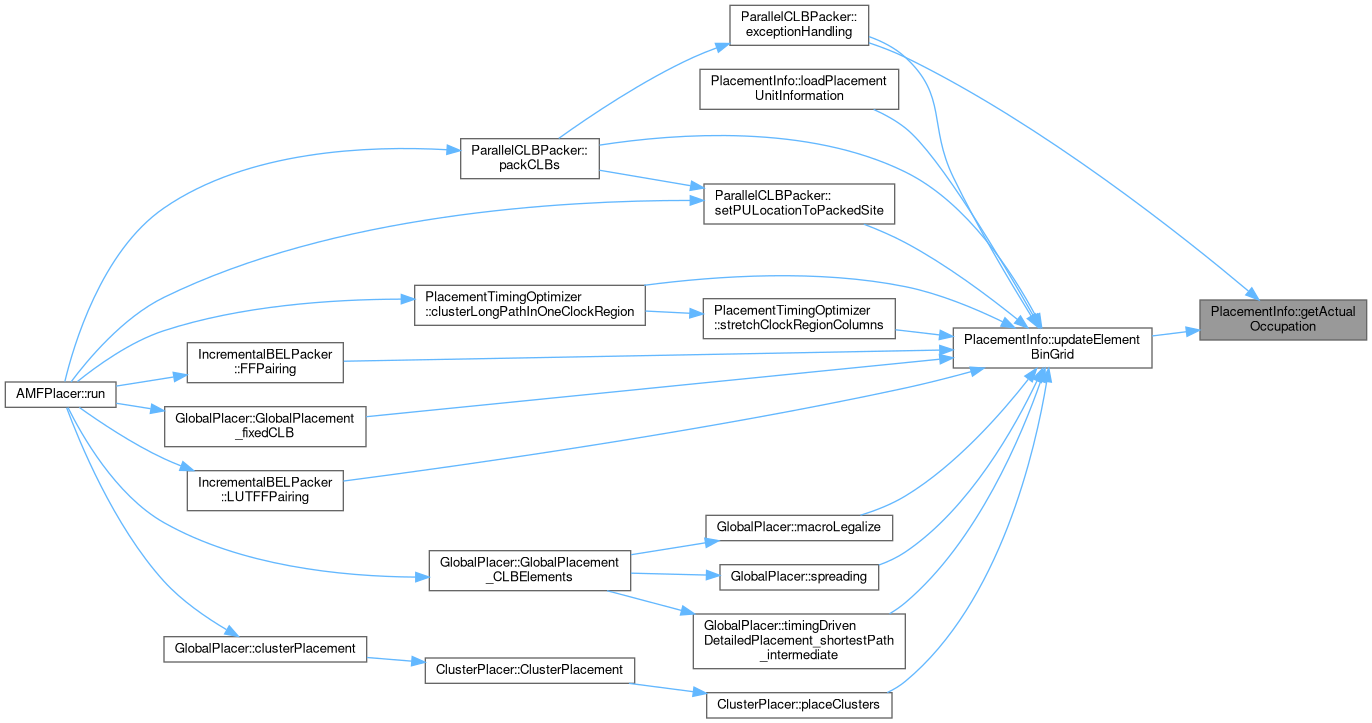 ParallelCLBPacker::
exceptionHandling
PlacementInfo::loadPlacement
UnitInformation
ParallelCLBPacker::
packCLBs
ParallelCLBPacker::
setPULocationToPackedSite
PlacementTimingOptimizer
::clusterLongPathInOneClockRegion
PlacementTimingOptimizer
::stretchClockRegionColumns
PlacementInfo::getActual
Occupation
PlacementInfo::updateElement
BinGrid
IncrementalBELPacker
::FFPairing
AMFPlacer::run
GlobalPlacer::GlobalPlacement
_fixedCLB
IncrementalBELPacker
::LUTFFPairing
GlobalPlacer::macroLegalize
GlobalPlacer::GlobalPlacement
_CLBElements
GlobalPlacer::spreading
GlobalPlacer::timingDriven
DetailedPlacement_shortestPath
_intermediate
GlobalPlacer::clusterPlacement
ClusterPlacer::ClusterPlacement
ClusterPlacer::placeClusters